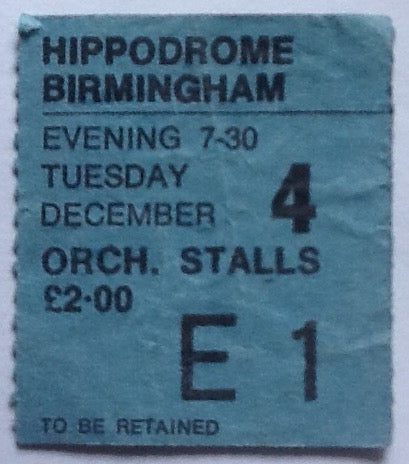 HIPPODROME
BIRMINGHAM
EVENING 7-30
TUESDAY
DECEMBER 4
ORCH. STALLS
£2·00
E 1
TO BE RETAINED